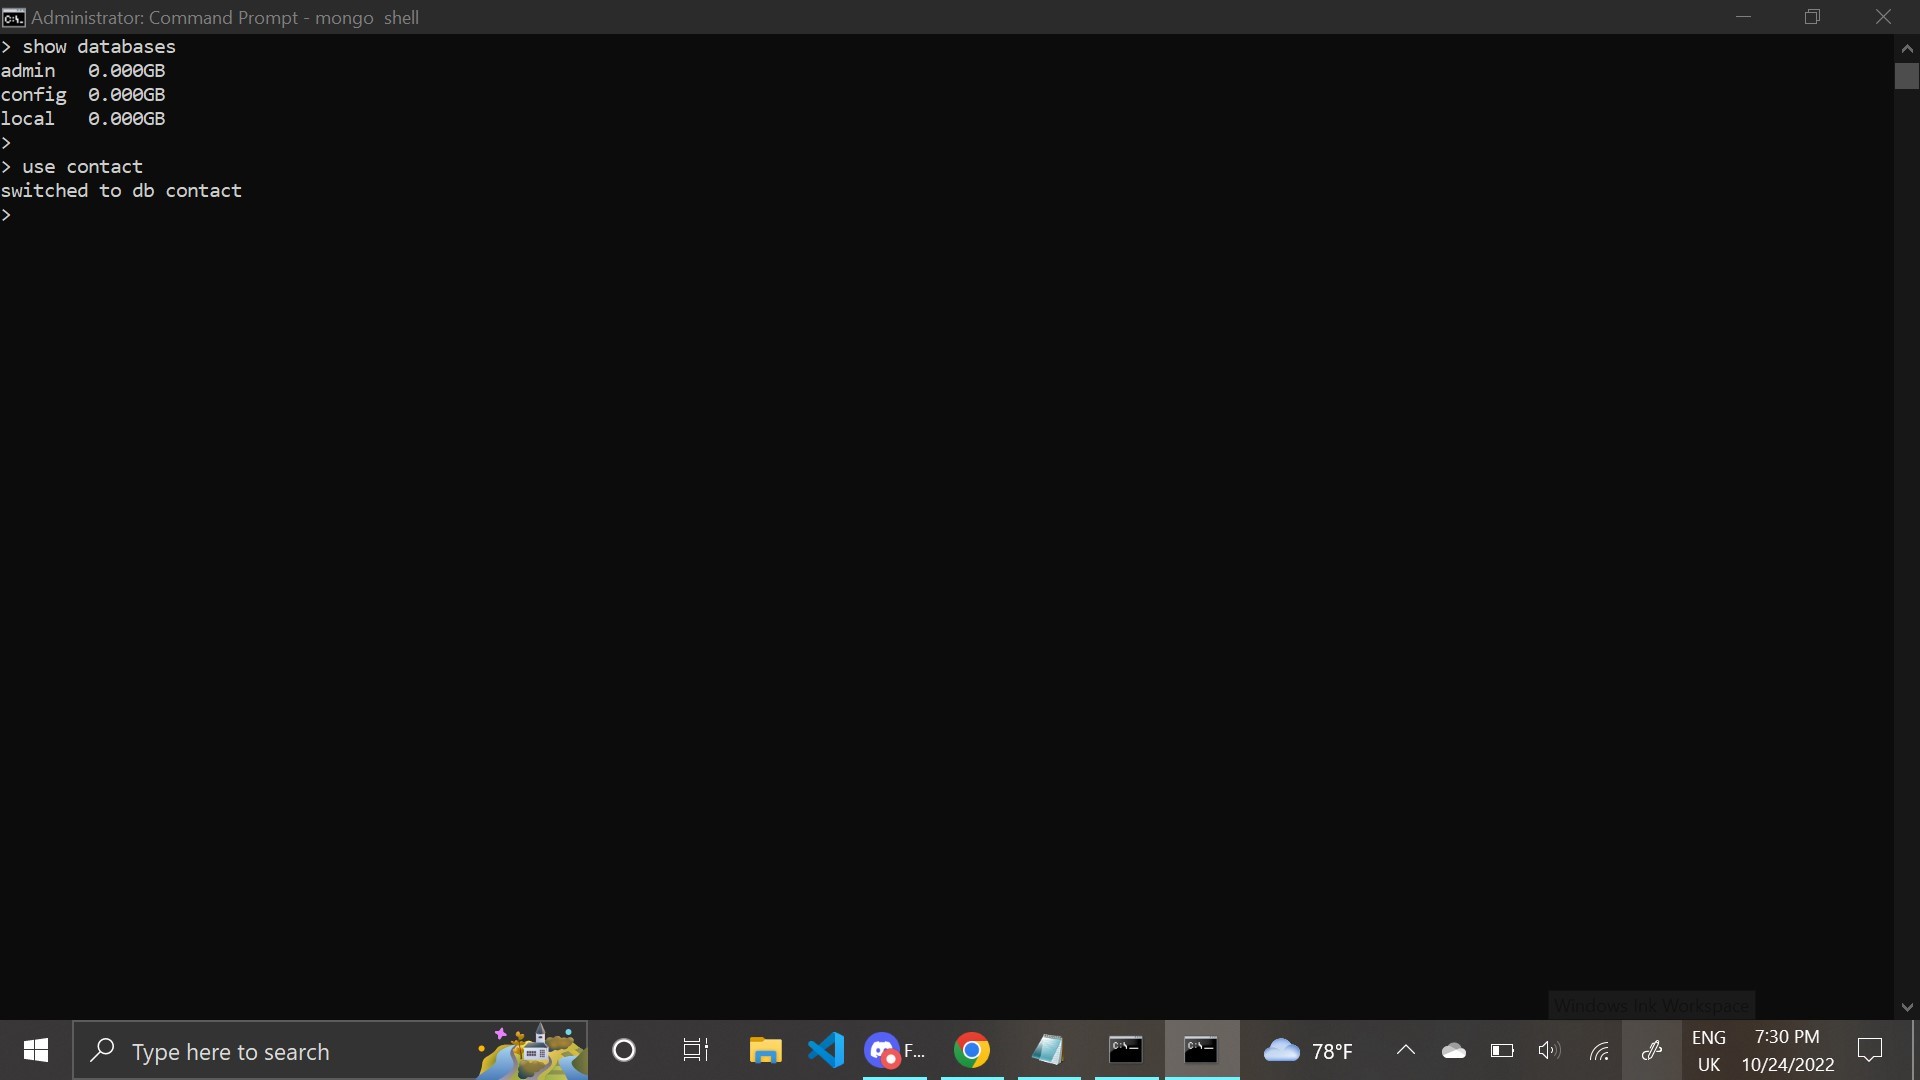 Administrator: Command Prompt - mongo  shell
> show databases
admin   0.000GB
config  0.000GB
local   0.000GB
>
> use contact
switched to db contact
>
Windows Ink Workspace
Type here to search
F...
78°F
ENG
UK
7:30 PM
10/24/2022